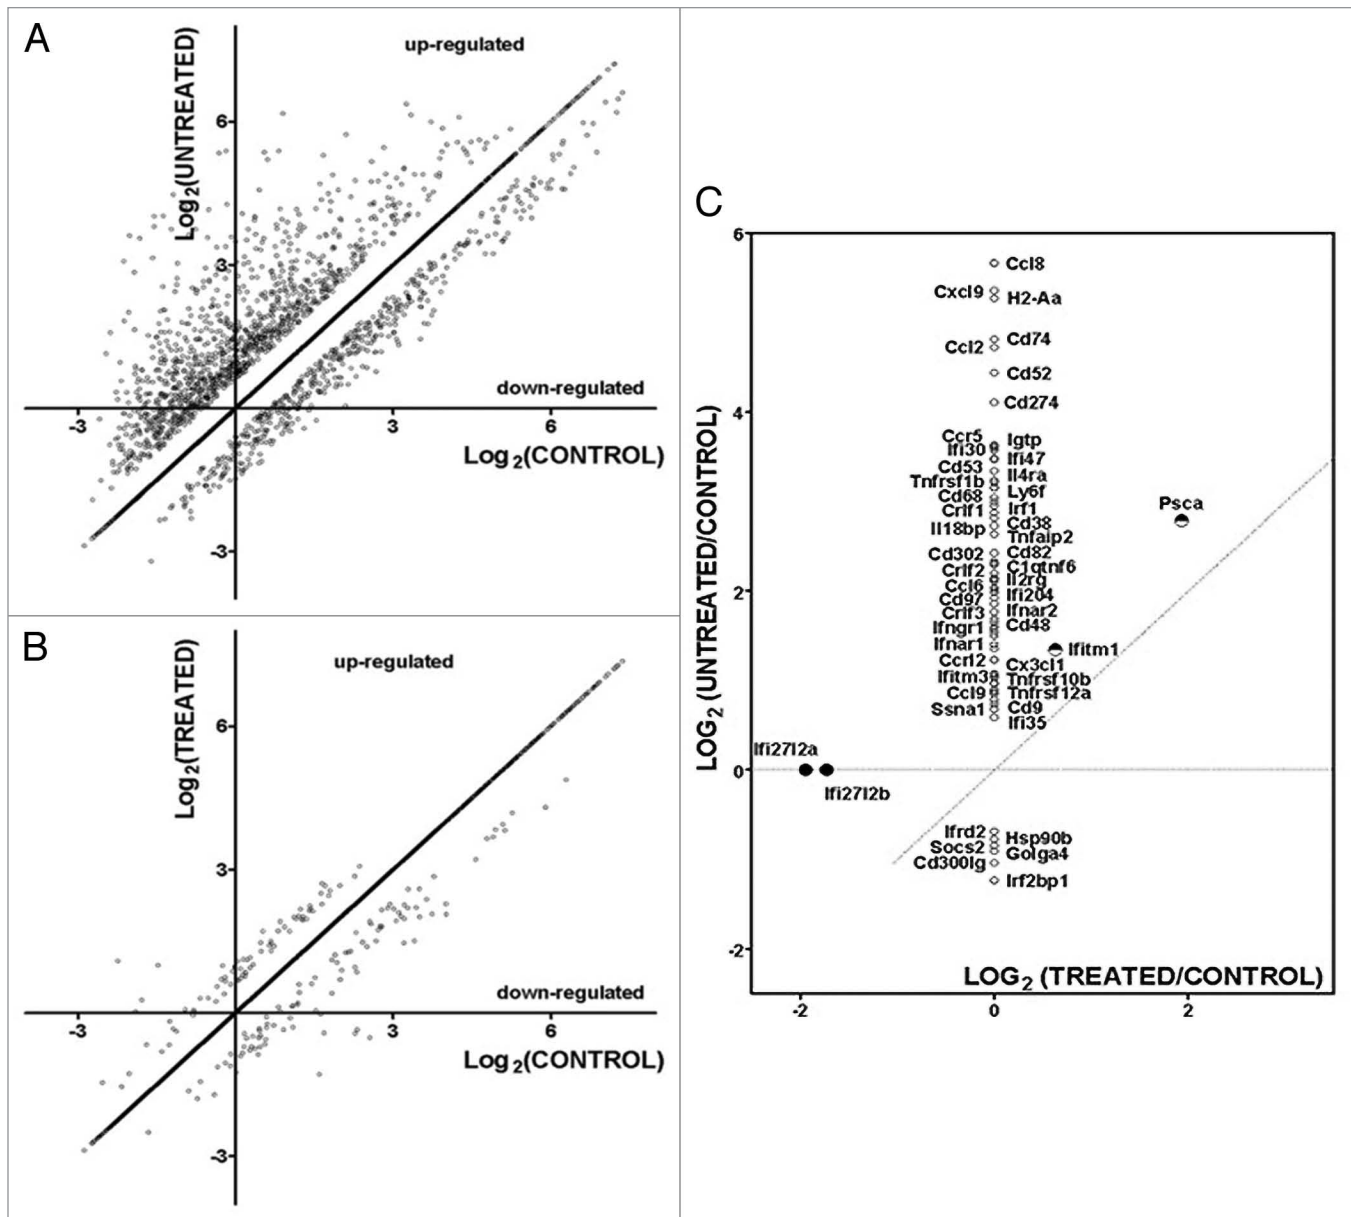 A
up-regulated
Log2(UNTREATED)
6
3
down-regulated
-3
3
6
Log2(CONTROL)
-3
B
up-regulated
Log2(TREATED)
6
3
down-regulated
-3
3
6
Log2(CONTROL)
-3
C
LOG2 (UNTREATED/CONTROL)
6
Ccl8
Cxcl9
H2-Aa
Cd74
Ccl2
Cd52
4
Cd274
Ccr5
Igtp
Ifi30
Ifi47
Cd53
Il4ra
Tnfrsf1b
Ly6f
Cd68
Irf1
Crlf1
Cd38
Il18bp
Tnfaip2
Psca
Cd302
Cd82
C1qtnf6
Crlf2
Il2rg
Ccl6
2
Ifi204
Cd97
Ifnar2
Crlf3
Cd48
Ifngr1
Ifnar1
Ifitm1
Ccrl2
Cx3cl1
Ifitm3
Tnfrsf10b
Ccl9
Tnfrsf12a
Ssna1
Cd9
Ifi35
Ifi27l2a
0
Ifi27l2b
Ifrd2
Hsp90b
Socs2
Golga4
Cd300lg
Irf2bp1
-2
LOG2 (TREATED/CONTROL)
-2
0
2